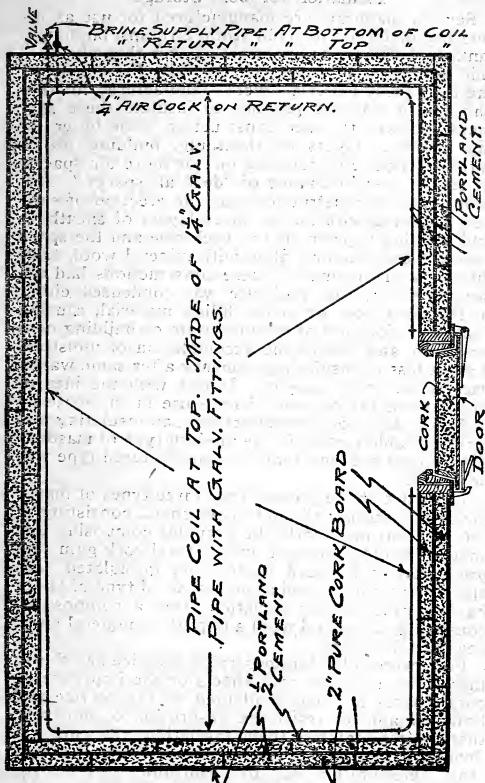 VALVE
BRINE SUPPLY PIPE AT BOTTOM OF COIL
" RETURN " " TOP " "
¼" AIR COCK ON RETURN.
PORTLAND
CEMENT.
PIPE COIL AT TOP. MADE OF 1¼" GALV.
PIPE WITH GALV. FITTINGS.
CORK
DOOR
½" PORTLAND
CEMENT
2" PURE CORK BOARD